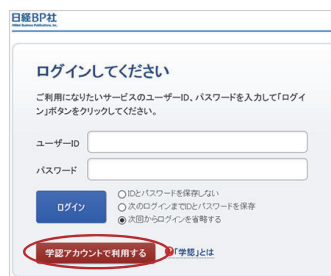 日経BP社
Nikkei Business Publications, Inc.
ログインしてください
ご利用になりたいサービスのユーザーID、パスワードを入力して「ログイ
ン」ボタンをクリックしてください。
ユーザーID
パスワード
ログイン
IDとパスワードを保存しない
次のログインまでIDとパスワードを保存
次回からログインを省略する
学認アカウントで利用する
「学認」とは